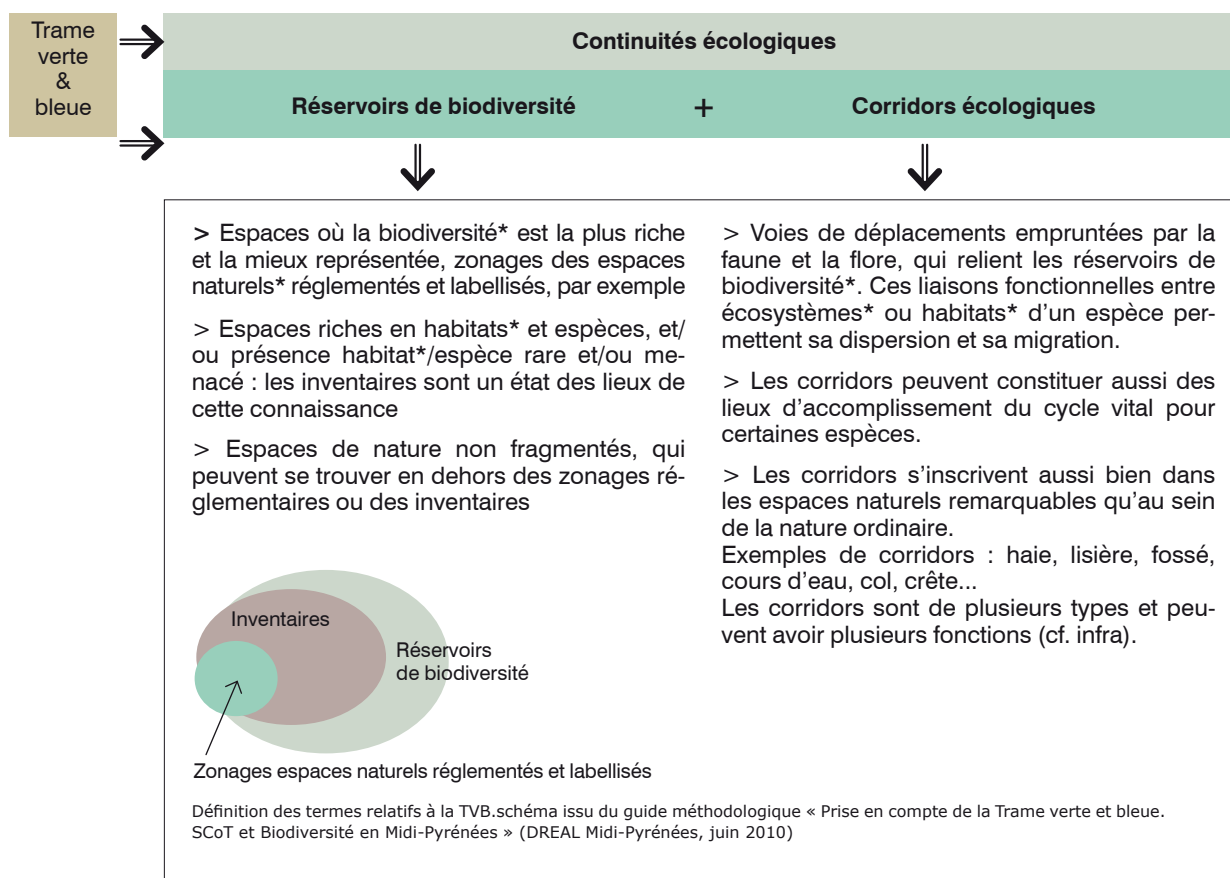 Trame
verte
&
bleue
Continuités écologiques
Réservoirs de biodiversité + Corridors écologiques
> Espaces où la biodiversité* est la plus riche
et la mieux représentée, zonages des espaces
naturels* réglementés et labellisés, par exemple
> Espaces riches en habitats* et espèces, et/
ou présence habitat*/espèce rare et/ou me-
nacé : les inventaires sont un état des lieux de
cette connaissance
> Espaces de nature non fragmentés, qui
peuvent se trouver en dehors des zonages ré-
glementaires ou des inventaires
> Voies de déplacements empruntées par la
faune et la flore, qui relient les réservoirs de
biodiversité*. Ces liaisons fonctionnelles entre
écosystèmes* ou habitats* d'un espèce per-
mettent sa dispersion et sa migration.
> Les corridors peuvent constituer aussi des
lieux d'accomplissement du cycle vital pour
certaines espèces.
> Les corridors s'inscrivent aussi bien dans
les espaces naturels remarquables qu'au sein
de la nature ordinaire.
Exemples de corridors : haie, lisière, fossé,
cours d'eau, col, crête...
Les corridors sont de plusieurs types et peu-
vent avoir plusieurs fonctions (cf. infra).
Inventaires
Réservoirs
de biodiversité
Zonages espaces naturels réglementés et labellisés
Définition des termes relatifs à la TVB.schéma issu du guide méthodologique « Prise en compte de la Trame verte et bleue.
SCoT et Biodiversité en Midi-Pyrénées » (DREAL Midi-Pyrénées, juin 2010)